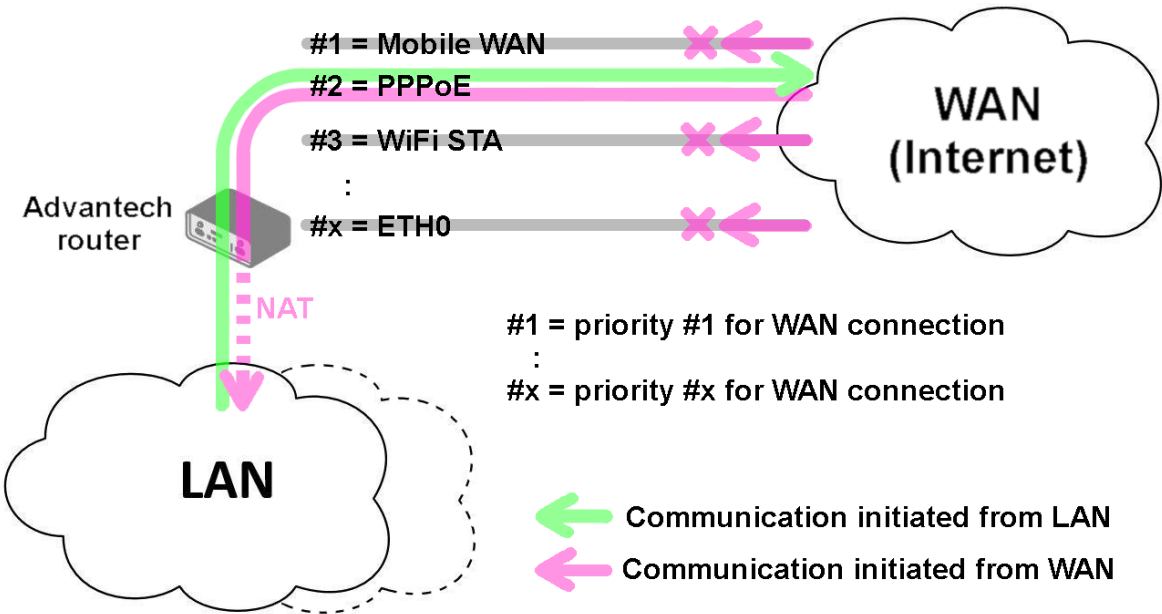 #1 = Mobile WAN
#2 = PPPoE
#3 = WiFi STA
:
#x = ETH0
WAN
(Internet)
Advantech
router
NAT
#1 = priority #1 for WAN connection
:
#x = priority #x for WAN connection
LAN
Communication initiated from LAN
Communication initiated from WAN